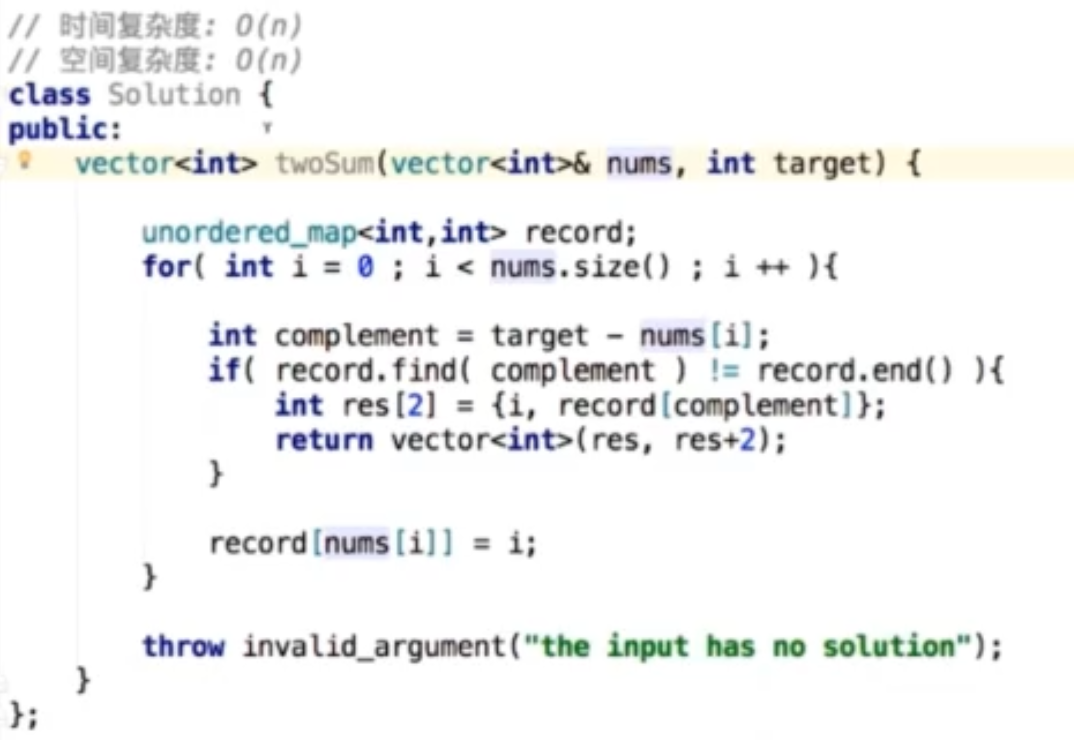 // 时间复杂度: O(n)
// 空间复杂度: O(n)
class Solution {
public:
    vector<int> twoSum(vector<int>& nums, int target) {
        unordered_map<int,int> record;
        for( int i = 0 ; i < nums.size() ; i ++ ){
            int complement = target - nums[i];
            if( record.find( complement ) != record.end() ){
                int res[2] = {i, record[complement]};
                return vector<int>(res, res+2);
            }
            record[nums[i]] = i;
        }
        throw invalid_argument("the input has no solution");
    }
};